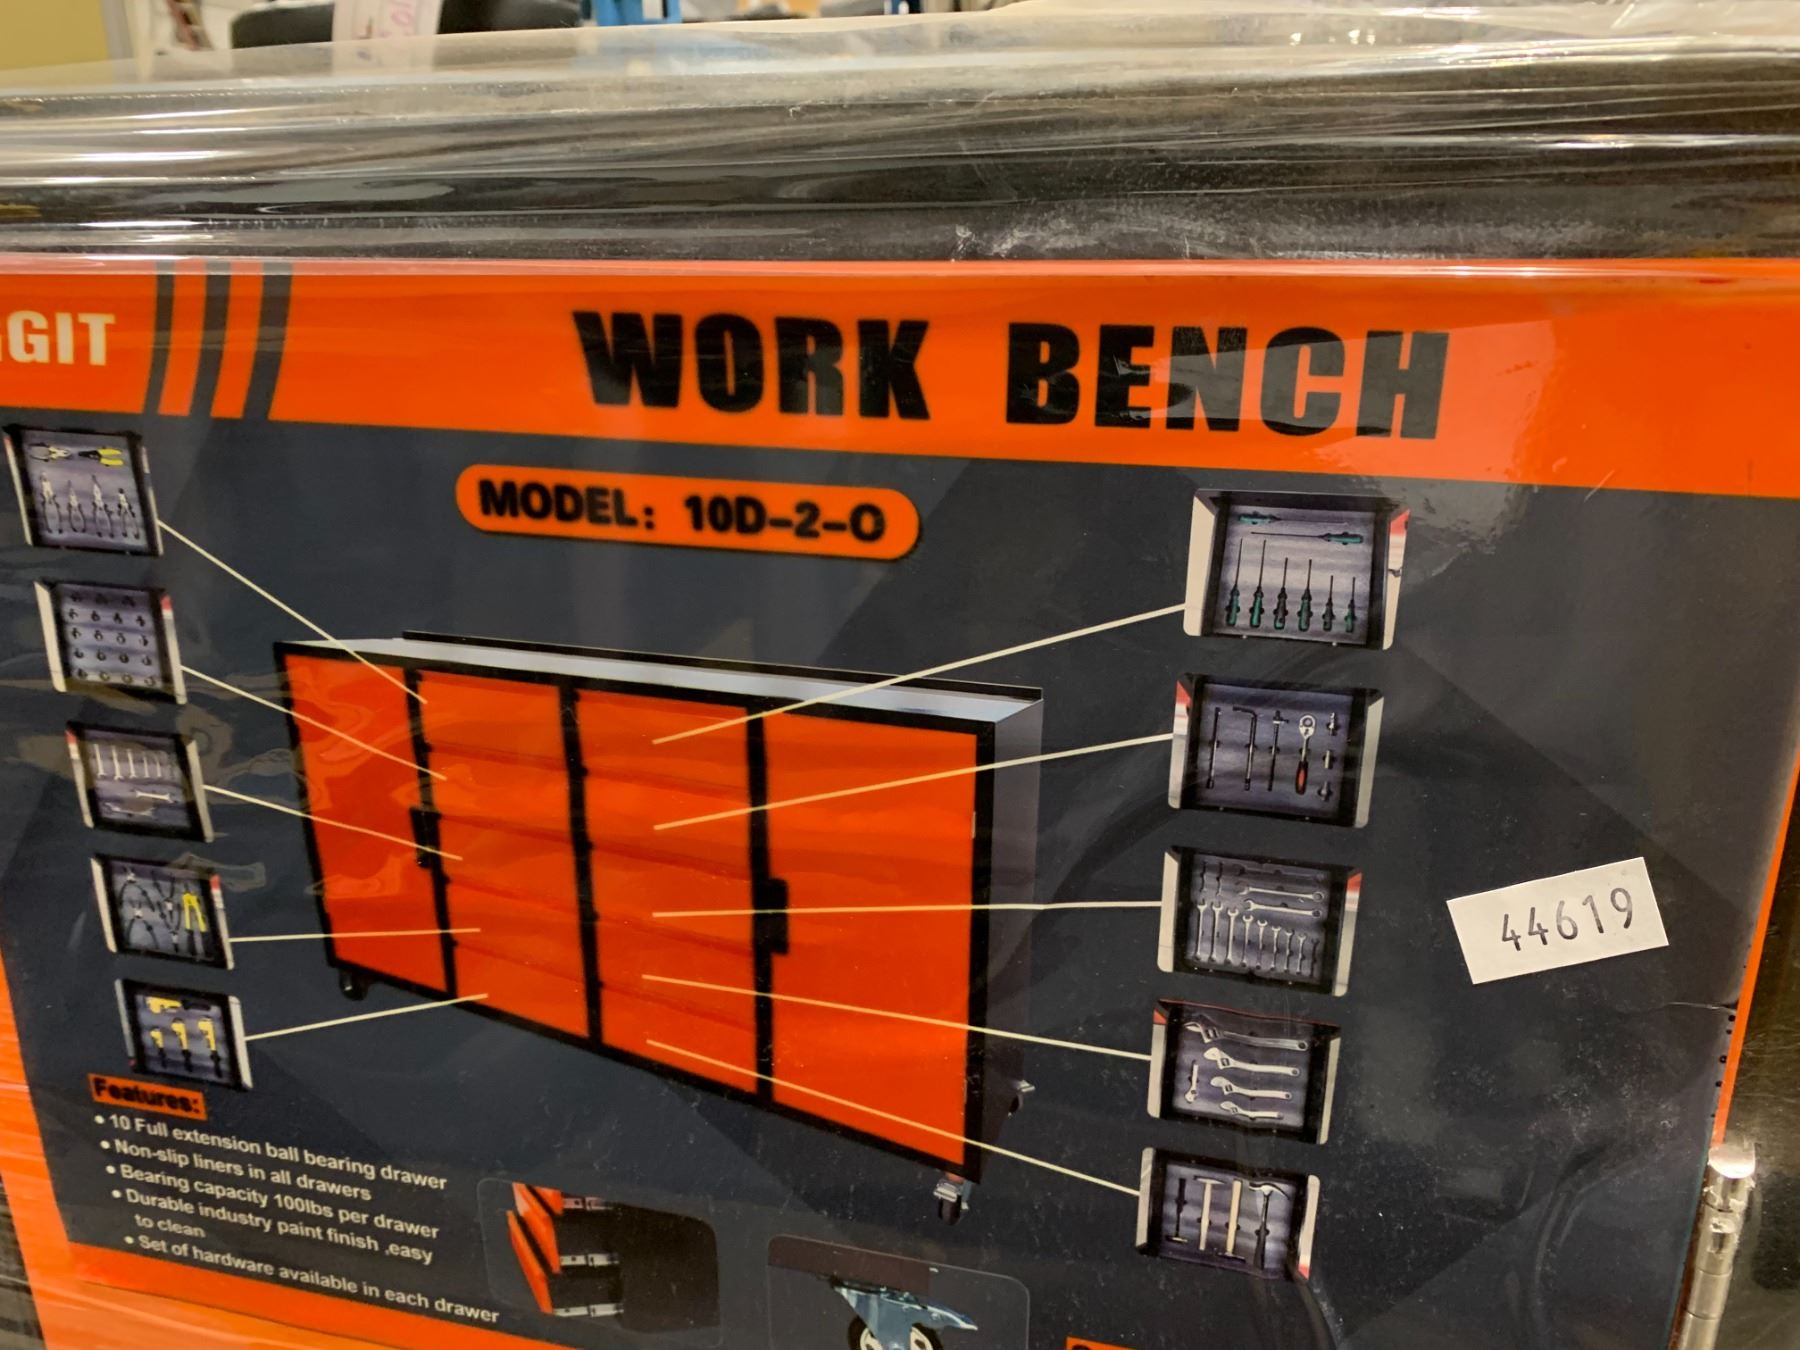 GIT
WORK BENCH
MODEL: 10D-2-O
44619
Features:
• 10 Full extension ball bearing drawer
• Non-slip liners in all drawers
• Bearing capacity 100lbs per drawer
• Durable industry paint finish ,easy
to clean
• Set of hardware available in each drawer